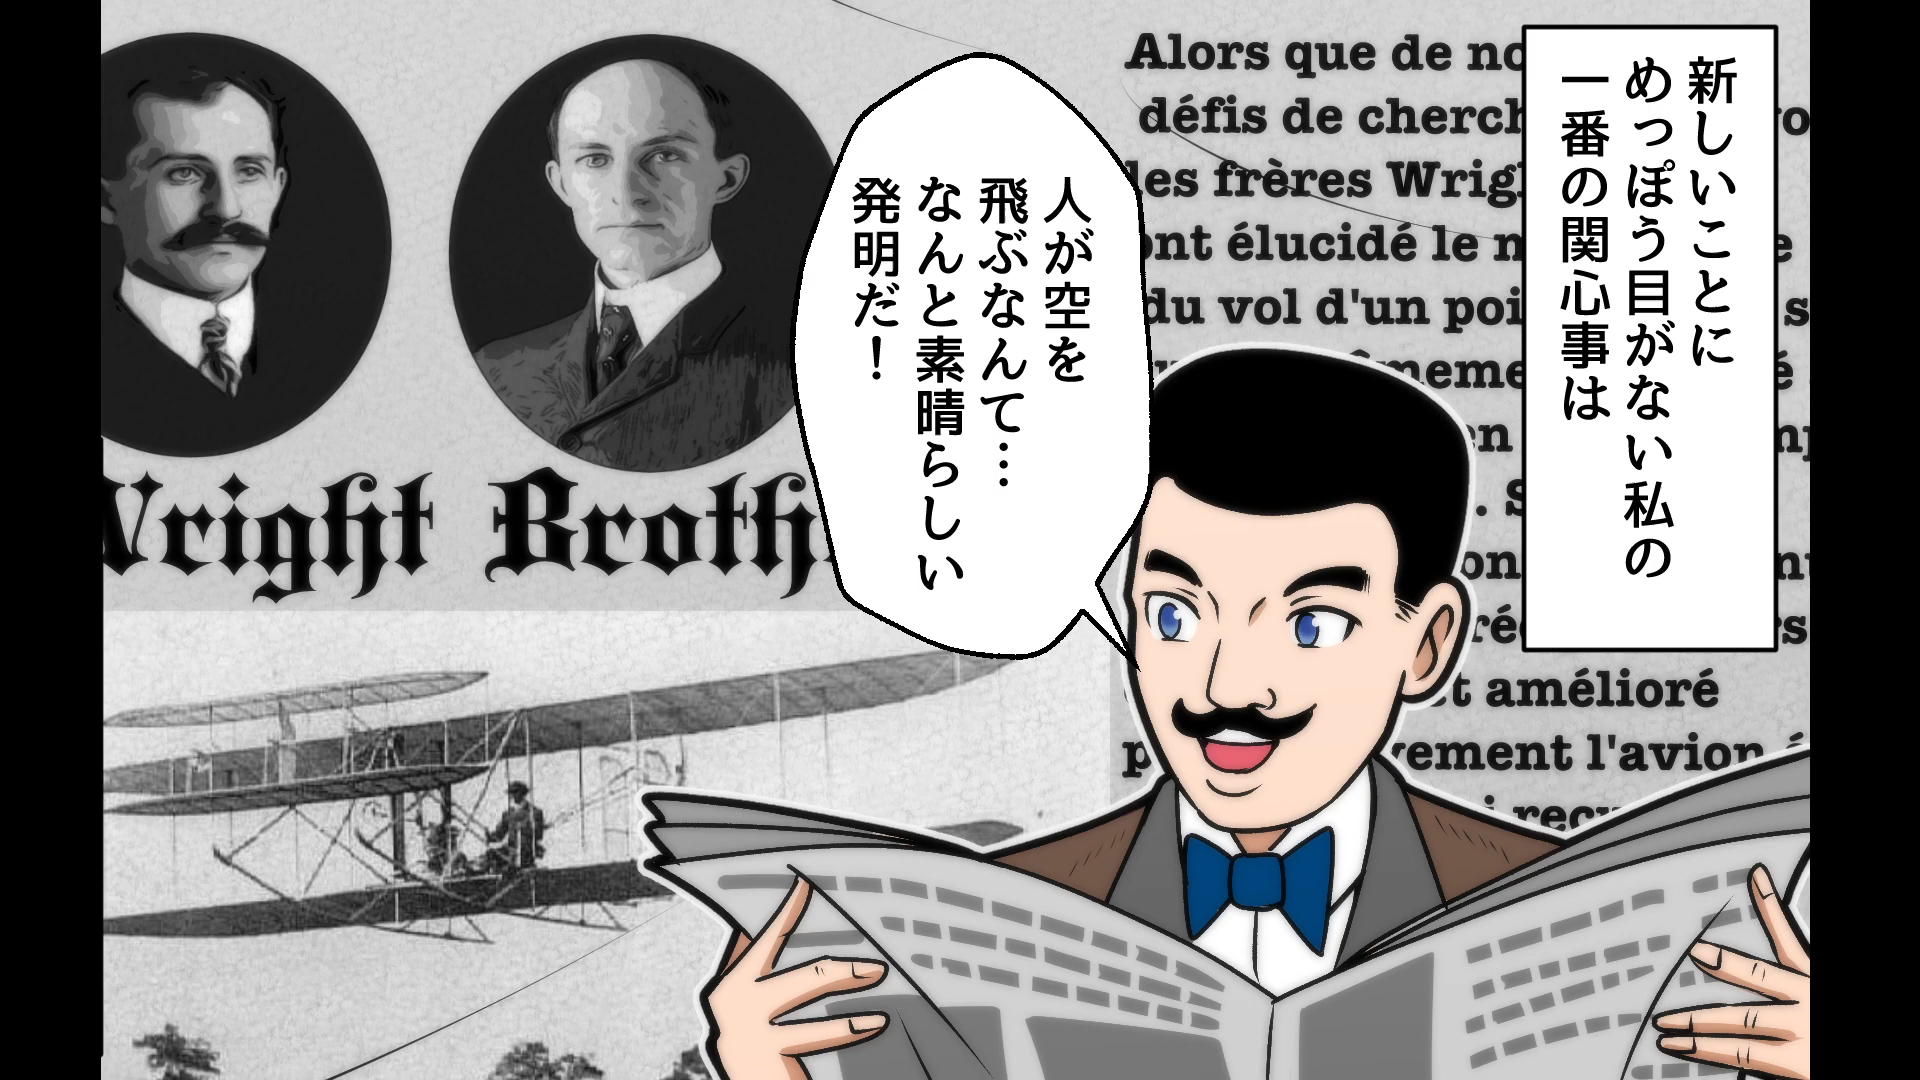 新しいことに
めっぽう目がない私の
一番の関心事は
人が空を
飛ぶなんて…
なんと素晴らしい
発明だ！
Wright Broth
Alors que de no
défis de cherch
les frères Wrig
ont élucidé le m
du vol d'un poi
et amélioré
vement l'avion